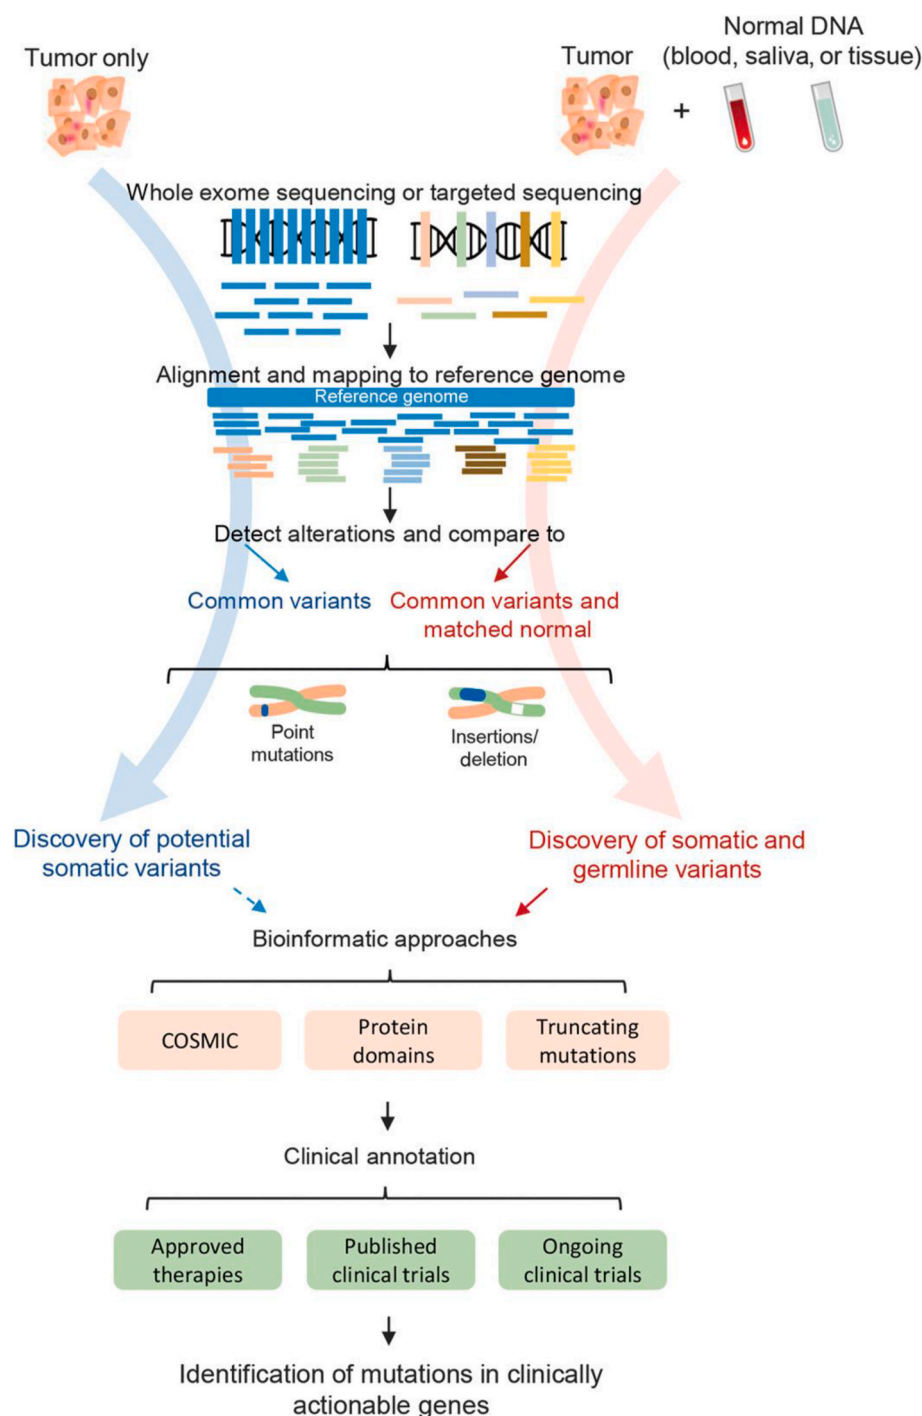 Tumor only
Tumor
Normal DNA
(blood, saliva, or tissue)
+
Whole exome sequencing or targeted sequencing
Alignment and mapping to reference genome
Reference genome
Detect alterations and compare to
Common variants
Common variants and
matched normal
Point
mutations
Insertions/
deletion
Discovery of potential
somatic variants
Discovery of somatic and
germline variants
Bioinformatic approaches
COSMIC
Protein
domains
Truncating
mutations
Clinical annotation
Approved
therapies
Published
clinical trials
Ongoing
clinical trials
Identification of mutations in clinically
actionable genes